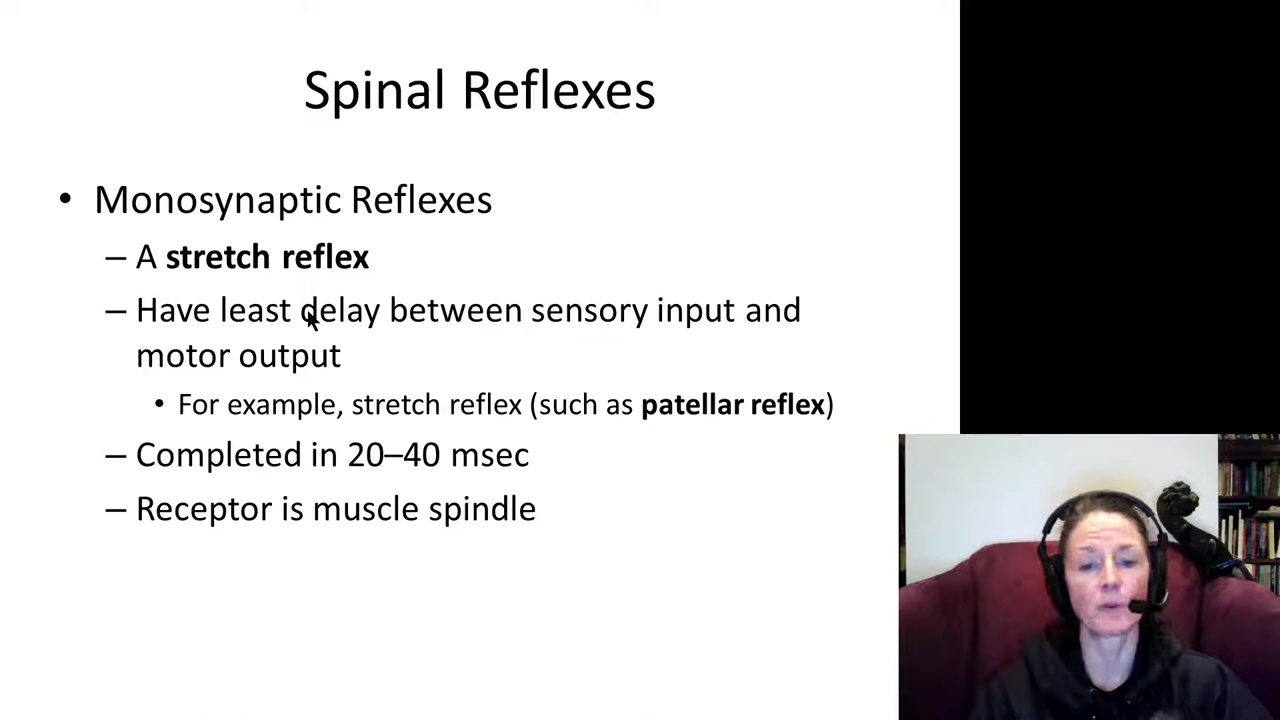 Spinal Reflexes
• Monosynaptic Reflexes
– A stretch reflex
– Have least delay between sensory input and
motor output
• For example, stretch reflex (such as patellar reflex)
– Completed in 20–40 msec
– Receptor is muscle spindle